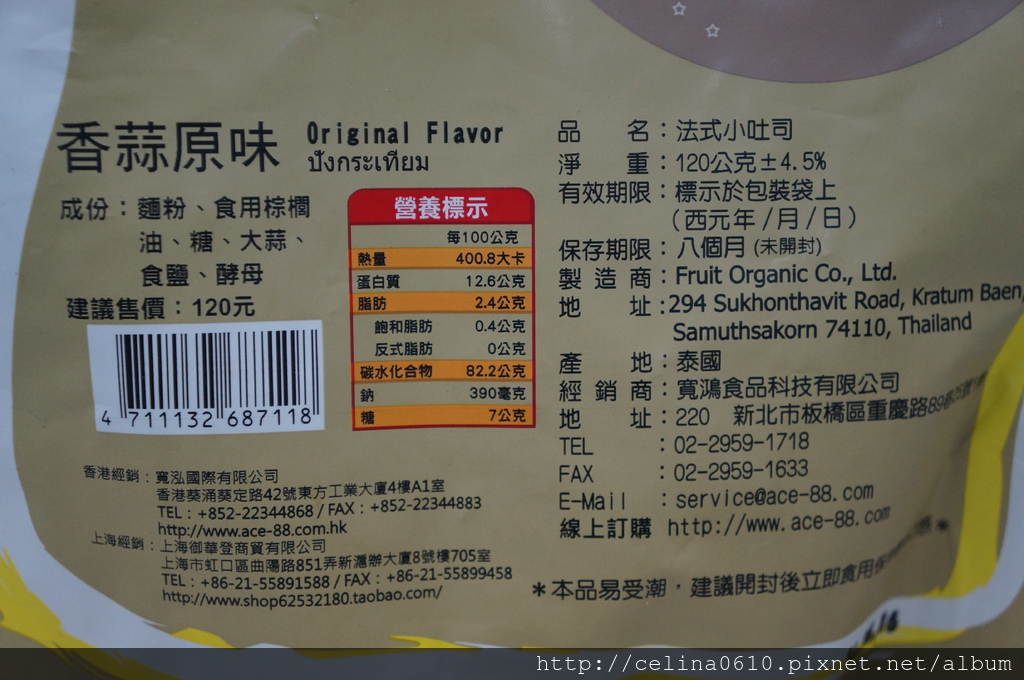 香蒜原味 Original Flavor
ปังกระเทียม
成份：麵粉、食用棕櫚
油、糖、大蒜、
食鹽、酵母
建議售價：120元
4 711132 687118
營養標示
每100公克
熱量 400.8大卡
蛋白質 12.6公克
脂肪 2.4公克
飽和脂肪 0.4公克
反式脂肪 0公克
碳水化合物 82.2公克
鈉 390毫克
糖 7公克
香港經銷：寬泓國際有限公司
香港葵涌葵定路42號東方工業大廈4樓A1室
TEL：+852-22344868 / FAX：+852-22344883
http://www.ace-88.com.hk
上海經銷：上海御華登商貿有限公司
上海市虹口區曲陽路851弄新滬辦大廈8號樓705室
TEL：+86-21-55891588 / FAX：+86-21-55899458
http://www.shop62532180.taobao.com/
品名：法式小吐司
淨重：120公克±4.5%
有效期限：標示於包裝袋上
（西元年/月/日）
保存期限：八個月(未開封)
製造商：Fruit Organic Co., Ltd.
地址：294 Sukhonthavit Road, Kratum Baen,
Samuthsakorn 74110, Thailand
產地：泰國
經銷商：寬鴻食品科技有限公司
地址：220 新北市板橋區重慶路89巷
TEL：02-2959-1718
FAX：02-2959-1633
E-Mail：service@ace-88.com
線上訂購 http://www.ace-88.com
＊本品易受潮，建議開封後立即食用
http://celina0610.pixnet.net/album